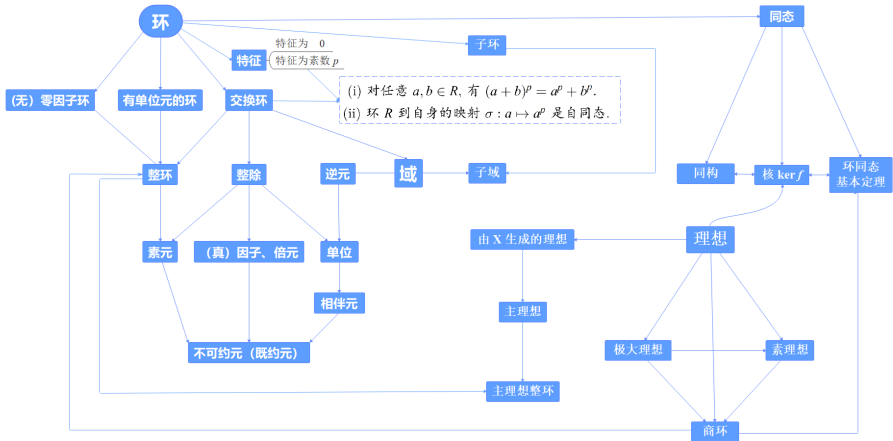 环
同态
特征为 0
特征
特征为素数 p
子环
(无) 零因子环
有单位元的环
交换环
(i) 对任意 a, b ∈ R, 有 (a + b)^p = a^p + b^p.
(ii) 环 R 到自身的映射 σ : a ↦ a^p 是自同态.
整环
整除
逆元
域
子域
同构
核 ker f
环同态
基本定理
素元
（真）因子、倍元
单位
由 X 生成的理想
理想
相伴元
主理想
不可约元（既约元）
极大理想
素理想
主理想整环
商环